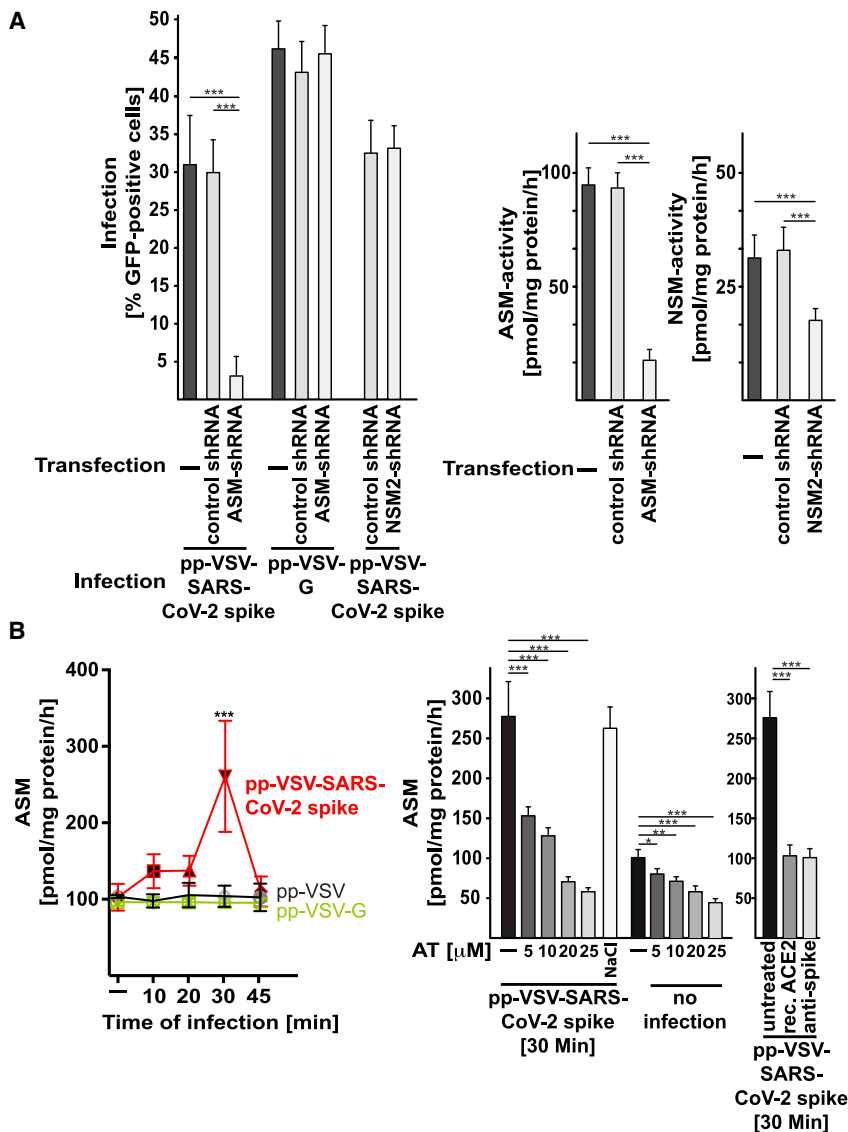 A
Infection
[% GFP-positive cells]
50
45
40
35
30
25
20
15
10
5
***
***
Transfection
—
control shRNA
ASM-shRNA
—
control shRNA
ASM-shRNA
control shRNA
NSM2-shRNA
Infection
pp-VSV-
SARS-
CoV-2 spike
pp-VSV-
G
pp-VSV-
SARS-
CoV-2 spike
ASM-activity
[pmol/mg protein/h]
100
50
***
***
Transfection
—
control shRNA
ASM-shRNA
NSM-activity
[pmol/mg protein/h]
50
25
***
***
—
control shRNA
NSM2-shRNA
B
ASM
[pmol/mg protein/h]
400
300
200
100
***
pp-VSV-SARS-
CoV-2 spike
pp-VSV
pp-VSV-G
— 10 20 30 45
Time of infection [min]
ASM
[pmol/mg protein/h]
300
250
200
150
100
50
***
***
***
***
***
***
**
*
AT [μM]
— 5 10 20 25 NaCl
— 5 10 20 25
pp-VSV-SARS-
CoV-2 spike
[30 Min]
no
infection
300
250
200
150
100
50
***
***
untreated
rec. ACE2
anti-spike
pp-VSV-
SARS-
CoV-2 spike
[30 Min]